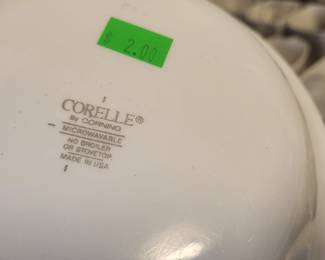 $ 2.00
CORELLE®
BY CORNING
MICROWAVABLE
NO BROILER
OR STOVETOP
MADE IN USA